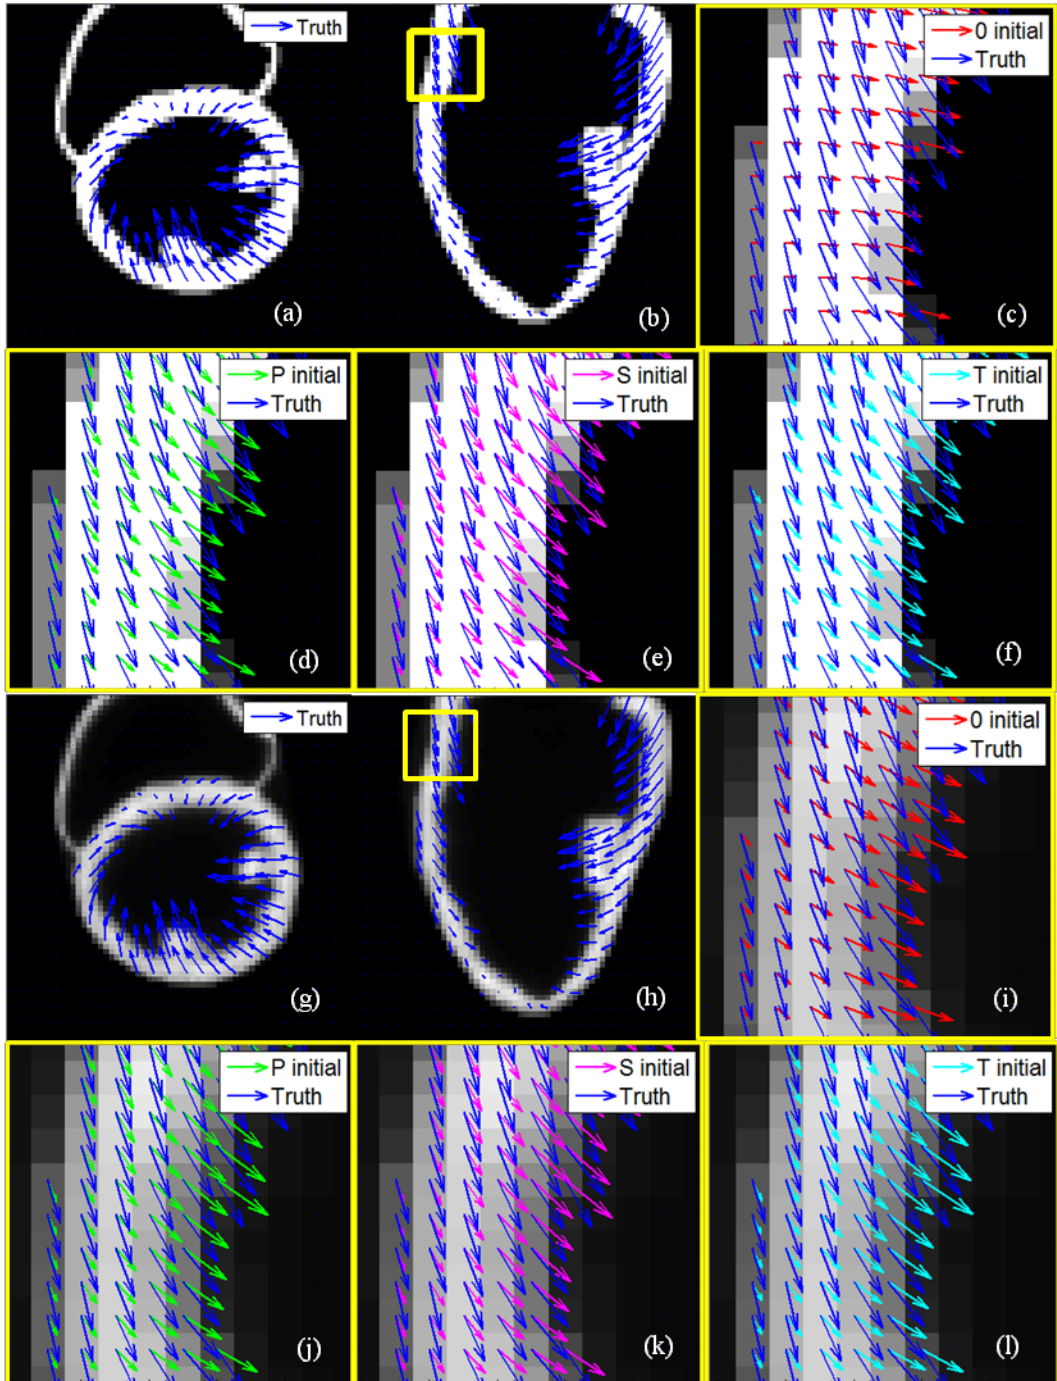 Truth
(a)
(b)
0 initial
Truth
(c)
P initial
Truth
(d)
S initial
Truth
(e)
T initial
Truth
(f)
Truth
(g)
(h)
0 initial
Truth
(i)
P initial
Truth
(j)
S initial
Truth
(k)
T initial
Truth
(l)